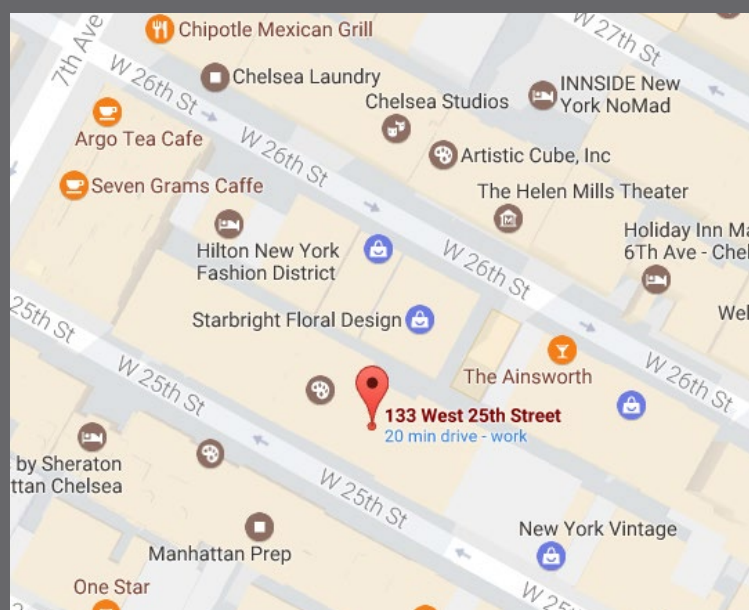 Chipotle Mexican Grill
7th Ave
W 27th St
W 26th St
Chelsea Laundry
INNSIDE New
York NoMad
Chelsea Studios
Argo Tea Cafe
W 26th St
Artistic Cube, Inc
Seven Grams Caffe
The Helen Mills Theater
Hilton New York
Fashion District
Holiday Inn Ma
6Th Ave - Chel
W 26th St
25th St
Starbright Floral Design
Wel
W 25th St
The Ainsworth
W 26th St
133 West 25th Street
20 min drive - work
by Sheraton
ttan Chelsea
W 25th St
Manhattan Prep
New York Vintage
One Star
W 25th